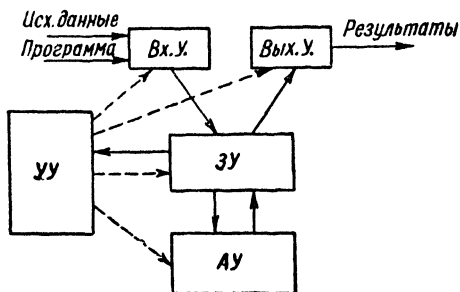 Исх. данные
Программа
Вх.У.
Вых.У.
Результаты
УУ
ЗУ
АУ